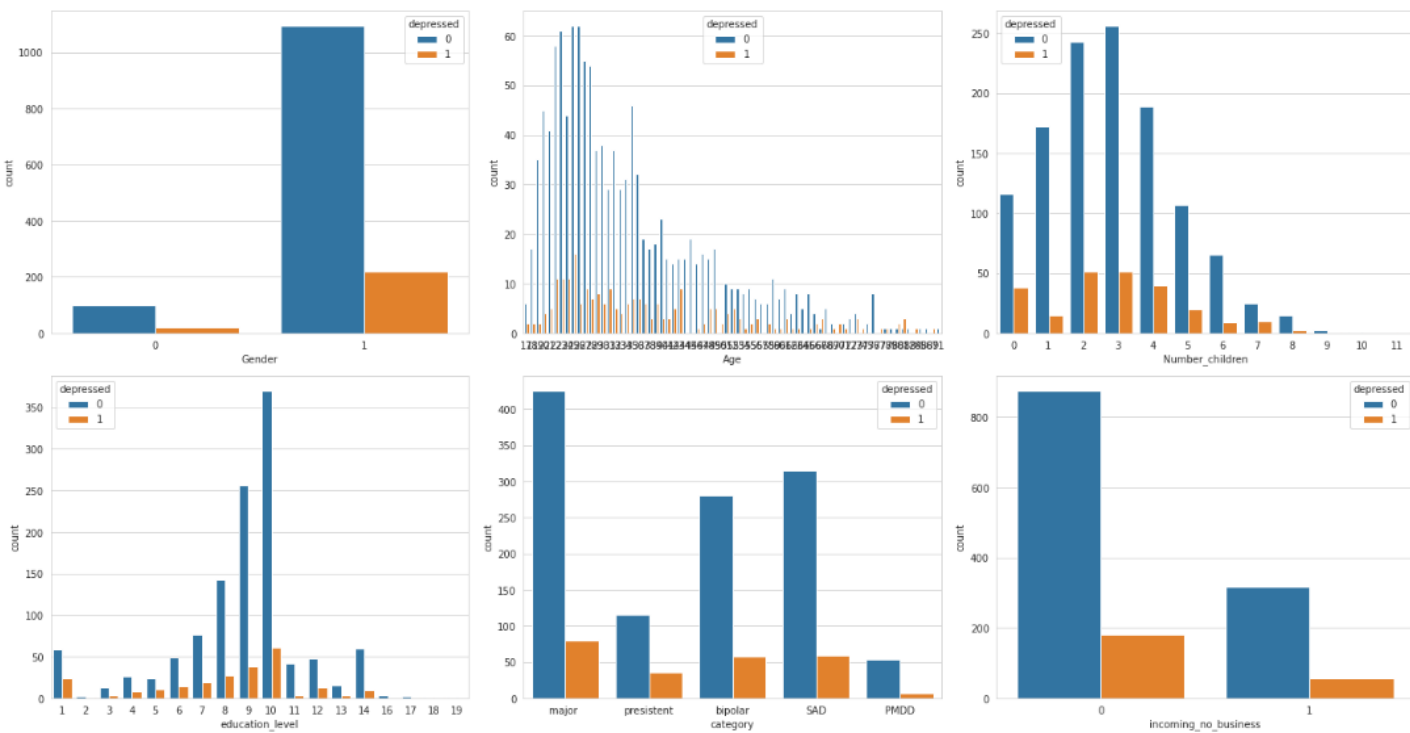 depressed
0
1
1000
800
600
400
200
0
count
0 1
Gender
depressed
0
1
60
50
40
30
20
10
0
count
Age
depressed
0
1
250
200
150
100
50
0
count
0 1 2 3 4 5 6 7 8 9 10 11
Number_children
depressed
0
1
350
300
250
200
150
100
50
0
count
1 2 3 4 5 6 7 8 9 10 11 12 13 14 16 17 18 19
education_level
depressed
0
1
400
350
300
250
200
150
100
50
0
count
major presistent bipolar SAD PMDD
category
depressed
0
1
800
600
400
200
0
count
0 1
incoming_no_business